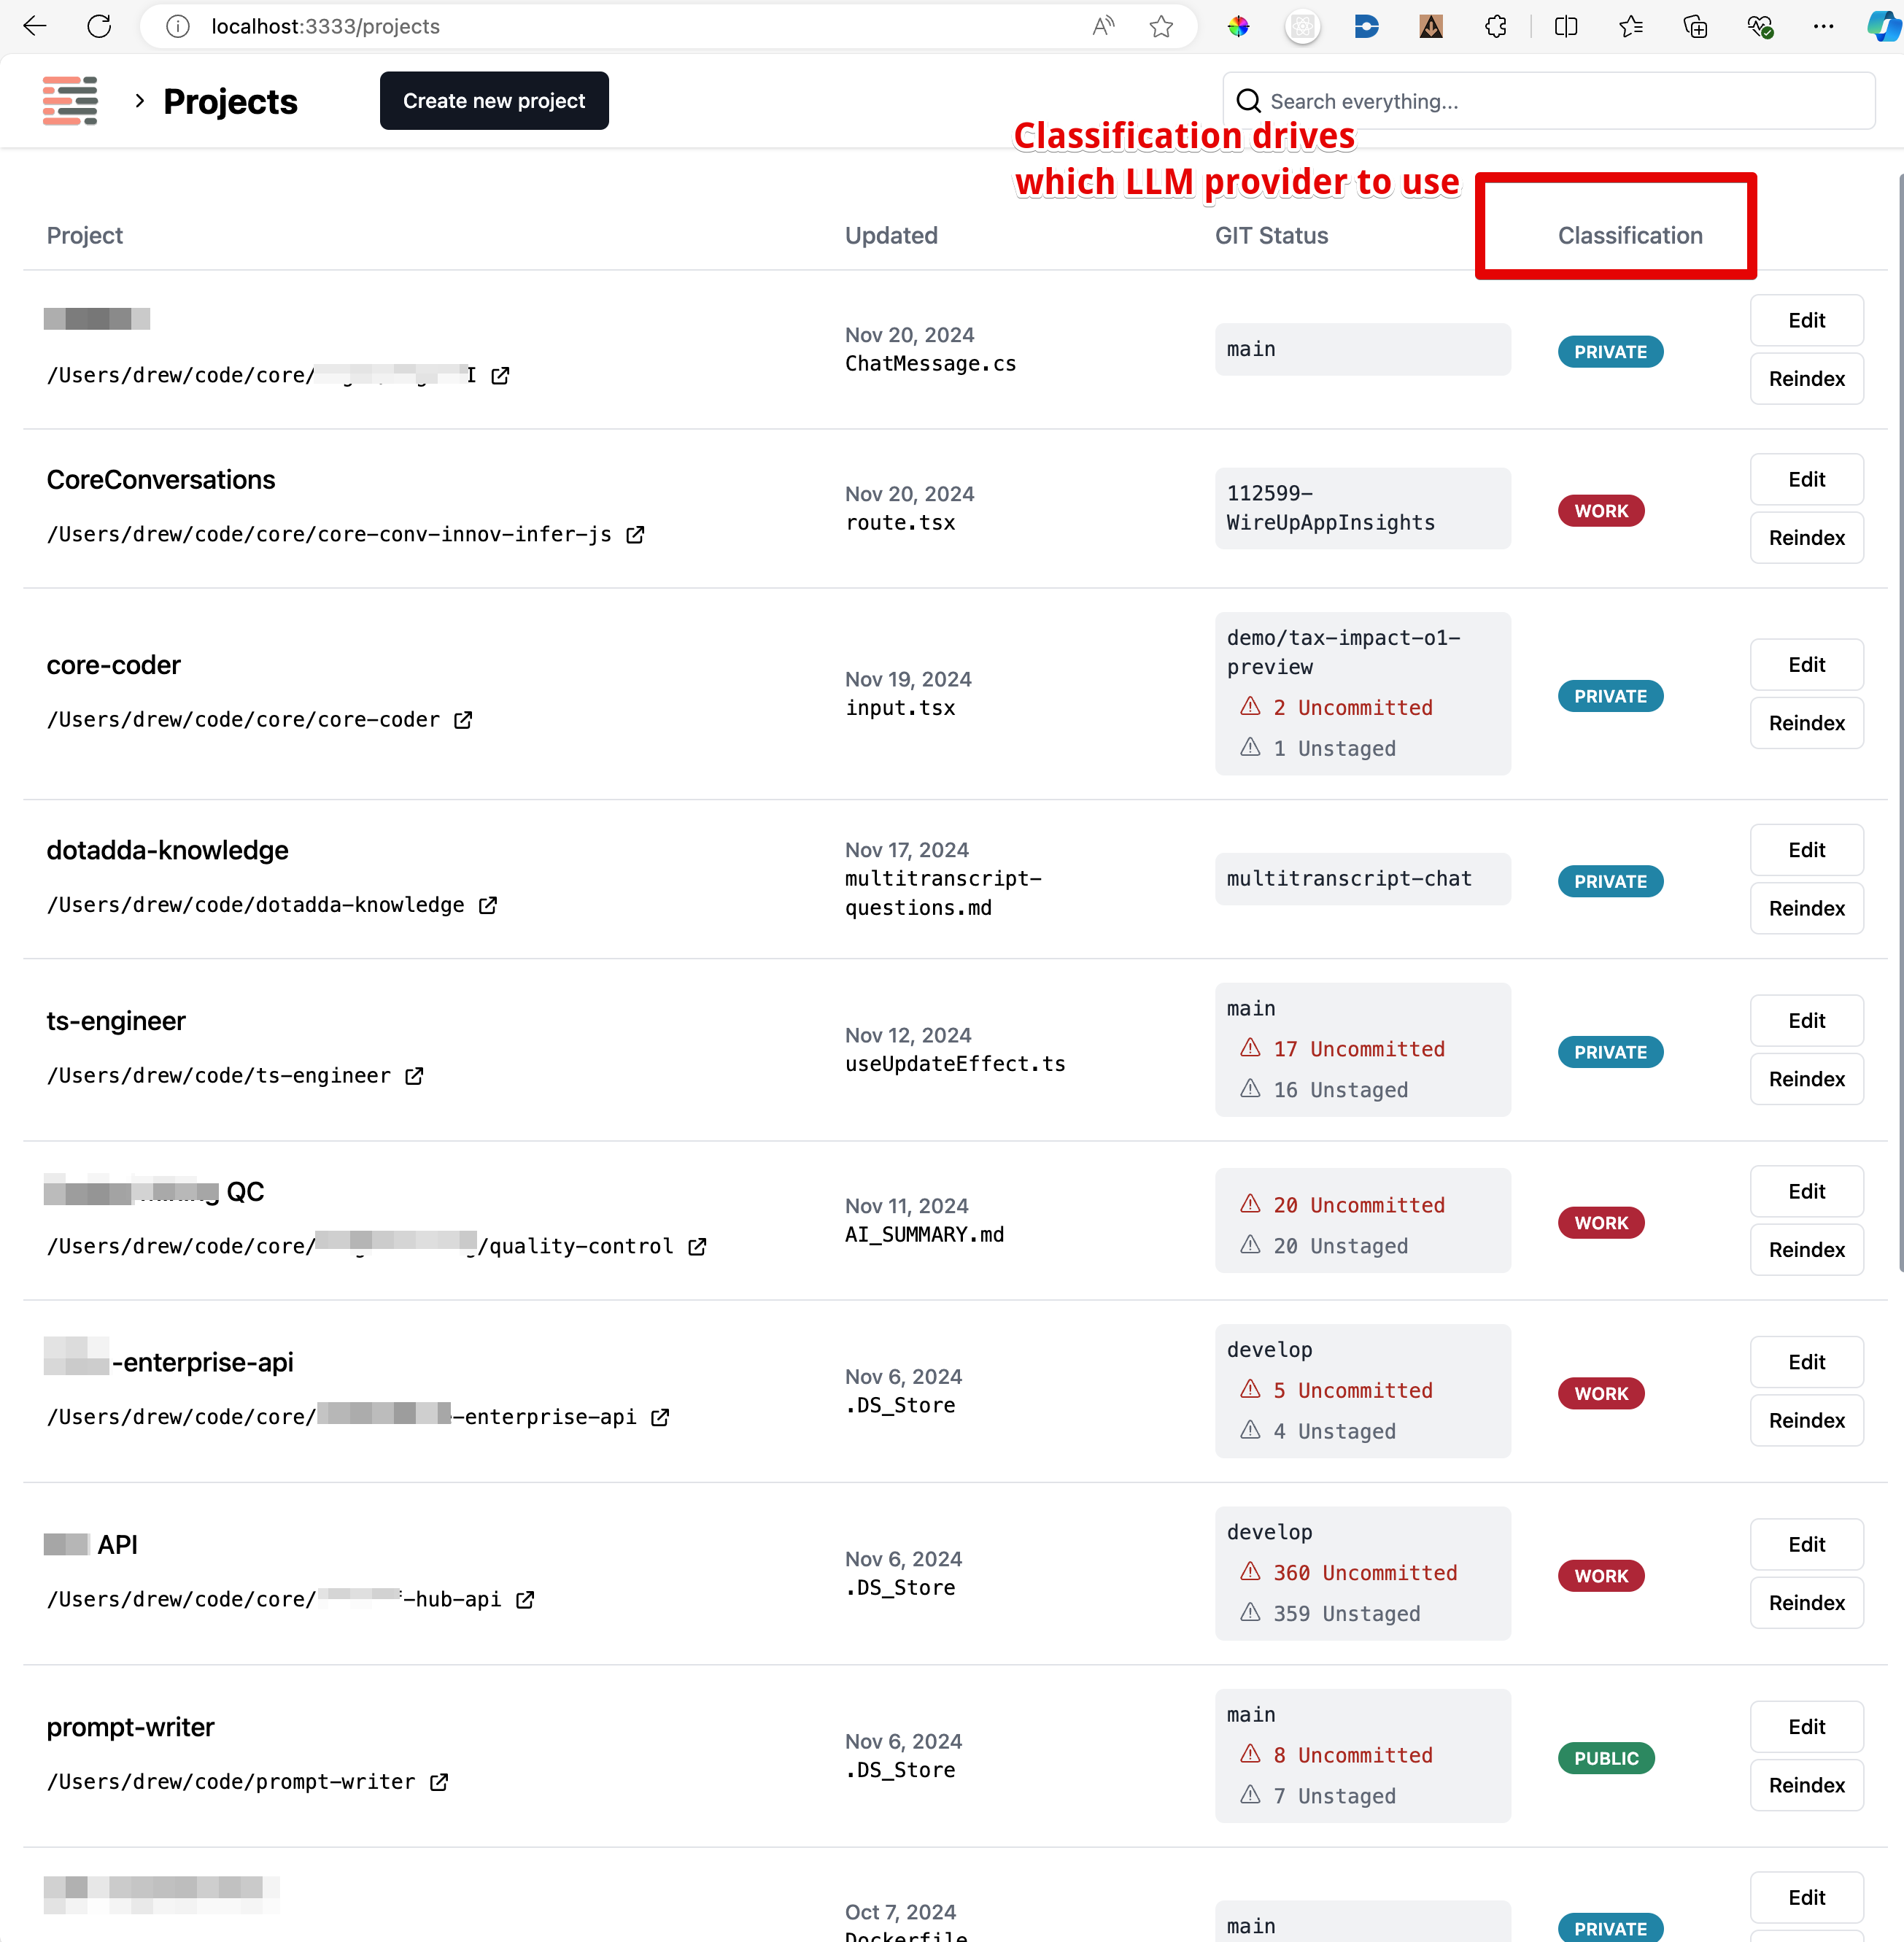 localhost:3333/projects
Projects
Create new project
Search everything...
Classification drives
which LLM provider to use
Project
Updated
GIT Status
Classification
/Users/drew/code/core/
Nov 20, 2024
ChatMessage.cs
main
PRIVATE
Edit
Reindex
CoreConversations
/Users/drew/code/core/core-conv-innov-infer-js
Nov 20, 2024
route.tsx
112599-
WireUpAppInsights
WORK
Edit
Reindex
core-coder
/Users/drew/code/core/core-coder
Nov 19, 2024
input.tsx
demo/tax-impact-o1-
preview
2 Uncommitted
1 Unstaged
PRIVATE
Edit
Reindex
dotadda-knowledge
/Users/drew/code/dotadda-knowledge
Nov 17, 2024
multitranscript-
questions.md
multitranscript-chat
PRIVATE
Edit
Reindex
ts-engineer
/Users/drew/code/ts-engineer
Nov 12, 2024
useUpdateEffect.ts
main
17 Uncommitted
16 Unstaged
PRIVATE
Edit
Reindex
QC
/Users/drew/code/core/ /quality-control
Nov 11, 2024
AI_SUMMARY.md
20 Uncommitted
20 Unstaged
WORK
Edit
Reindex
-enterprise-api
/Users/drew/code/core/ -enterprise-api
Nov 6, 2024
.DS_Store
develop
5 Uncommitted
4 Unstaged
WORK
Edit
Reindex
API
/Users/drew/code/core/ -hub-api
Nov 6, 2024
.DS_Store
develop
360 Uncommitted
359 Unstaged
WORK
Edit
Reindex
prompt-writer
/Users/drew/code/prompt-writer
Nov 6, 2024
.DS_Store
main
8 Uncommitted
7 Unstaged
PUBLIC
Edit
Reindex
Oct 7, 2024
Dockerfile
main
PRIVATE
Edit